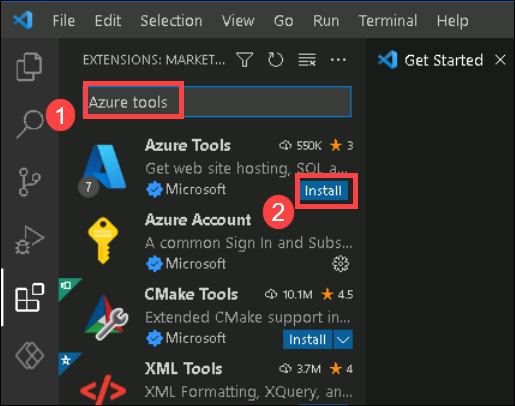 File Edit Selection View Go Run Terminal Help
EXTENSIONS: MARKET...
Get Started
1
Azure tools
Azure Tools 550K 3
Get web site hosting, SQL a...
7
Microsoft
Install
2
Azure Account
A common Sign In and Subs...
Microsoft
CMake Tools 10.1M 4.5
Extended CMake support in...
Microsoft
Install
XML Tools 3.7M 4
XML Formatting, XQuery, an...